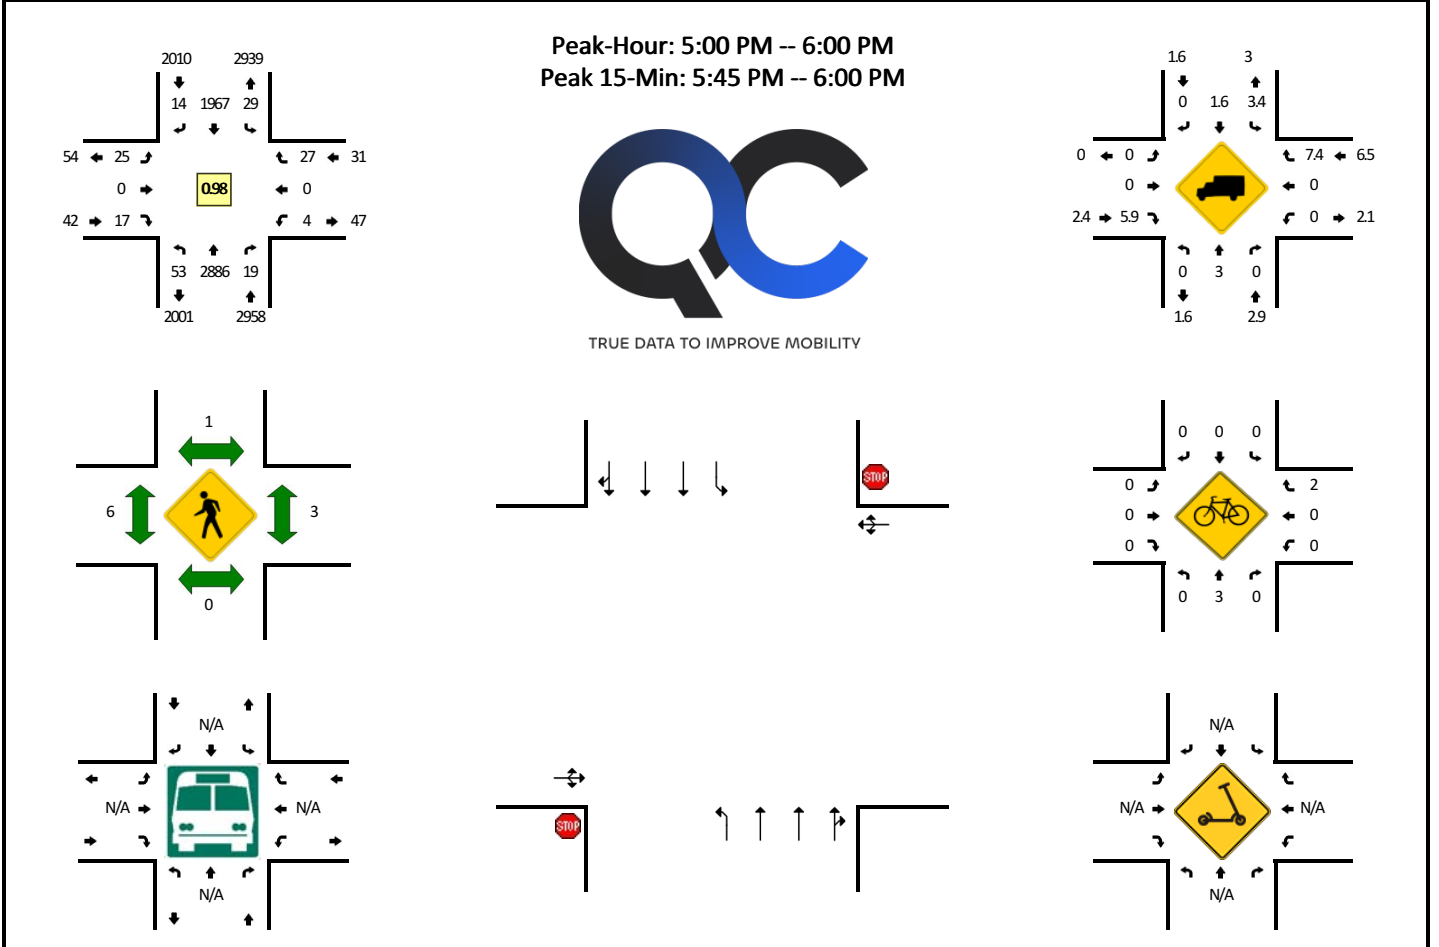 Peak-Hour: 5:00 PM -- 6:00 PM
Peak 15-Min: 5:45 PM -- 6:00 PM
2010 2939
14 1967 29
54 25 27 31
0 0.98 0
42 17 4 47
53 2886 19
2001 2958
QC
TRUE DATA TO IMPROVE MOBILITY
1.6 3
0 1.6 3.4
0 0 7.4 6.5
0 0
2.4 5.9 0 2.1
0 3 0
1.6 2.9
1
6 3
0
STOP
STOP
0 0 0
0 2
0 0
0 0
0 3 0
N/A
N/A N/A
N/A
N/A
N/A N/A
N/A